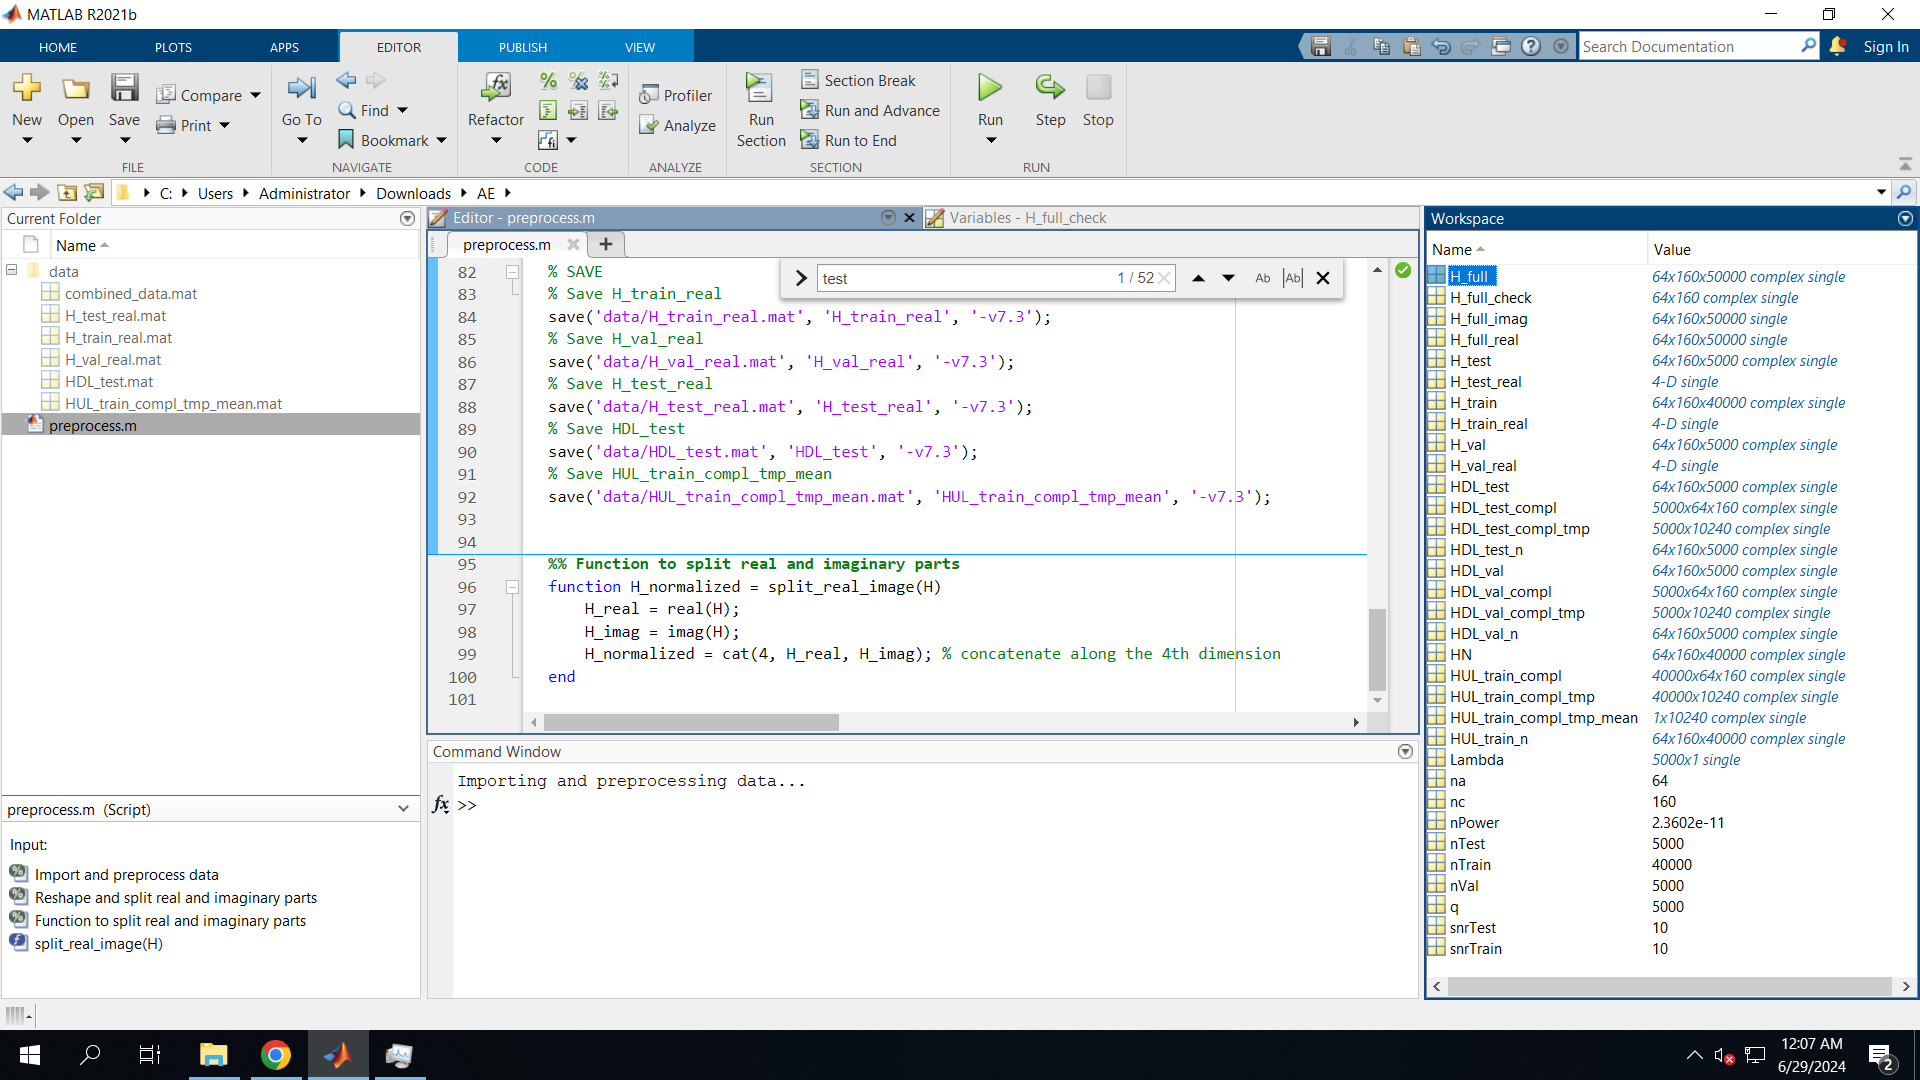 MATLAB R2021b
HOME PLOTS APPS EDITOR PUBLISH VIEW Search Documentation Sign In
New Open Save Compare Print
FILE
Go To Find Bookmark
NAVIGATE
Refactor
CODE
Profiler
Analyze
ANALYZE
Run Section
Section Break
Run and Advance
Run to End
SECTION
Run Step Stop
RUN
C: Users Administrator Downloads AE
Current Folder
Name
data
combined_data.mat
H_test_real.mat
H_train_real.mat
H_val_real.mat
HDL_test.mat
HUL_train_compl_tmp_mean.mat
preprocess.m
preprocess.m (Script)
Input:
Import and preprocess data
Reshape and split real and imaginary parts
Function to split real and imaginary parts
split_real_image(H)
Editor - preprocess.m
Variables - H_full_check
preprocess.m
test 1 / 52 Ab |Ab|
82 % SAVE
83 % Save H_train_real
84 save('data/H_train_real.mat', 'H_train_real', '-v7.3');
85 % Save H_val_real
86 save('data/H_val_real.mat', 'H_val_real', '-v7.3');
87 % Save H_test_real
88 save('data/H_test_real.mat', 'H_test_real', '-v7.3');
89 % Save HDL_test
90 save('data/HDL_test.mat', 'HDL_test', '-v7.3');
91 % Save HUL_train_compl_tmp_mean
92 save('data/HUL_train_compl_tmp_mean.mat', 'HUL_train_compl_tmp_mean', '-v7.3');
93
94
95 %% Function to split real and imaginary parts
96 function H_normalized = split_real_image(H)
97 H_real = real(H);
98 H_imag = imag(H);
99 H_normalized = cat(4, H_real, H_imag); % concatenate along the 4th dimension
100 end
101
Command Window
Importing and preprocessing data...
fx >>
Workspace
Name Value
H_full 64x160x50000 complex single
H_full_check 64x160 complex single
H_full_imag 64x160x50000 single
H_full_real 64x160x50000 single
H_test 64x160x5000 complex single
H_test_real 4-D single
H_train 64x160x40000 complex single
H_train_real 4-D single
H_val 64x160x5000 complex single
H_val_real 4-D single
HDL_test 64x160x5000 complex single
HDL_test_compl 5000x64x160 complex single
HDL_test_compl_tmp 5000x10240 complex single
HDL_test_n 64x160x5000 complex single
HDL_val 64x160x5000 complex single
HDL_val_compl 5000x64x160 complex single
HDL_val_compl_tmp 5000x10240 complex single
HDL_val_n 64x160x5000 complex single
HN 64x160x40000 complex single
HUL_train_compl 40000x64x160 complex single
HUL_train_compl_tmp 40000x10240 complex single
HUL_train_compl_tmp_mean 1x10240 complex single
HUL_train_n 64x160x40000 complex single
Lambda 5000x1 single
na 64
nc 160
nPower 2.3602e-11
nTest 5000
nTrain 40000
nVal 5000
q 5000
snrTest 10
snrTrain 10
12:07 AM
6/29/2024
2